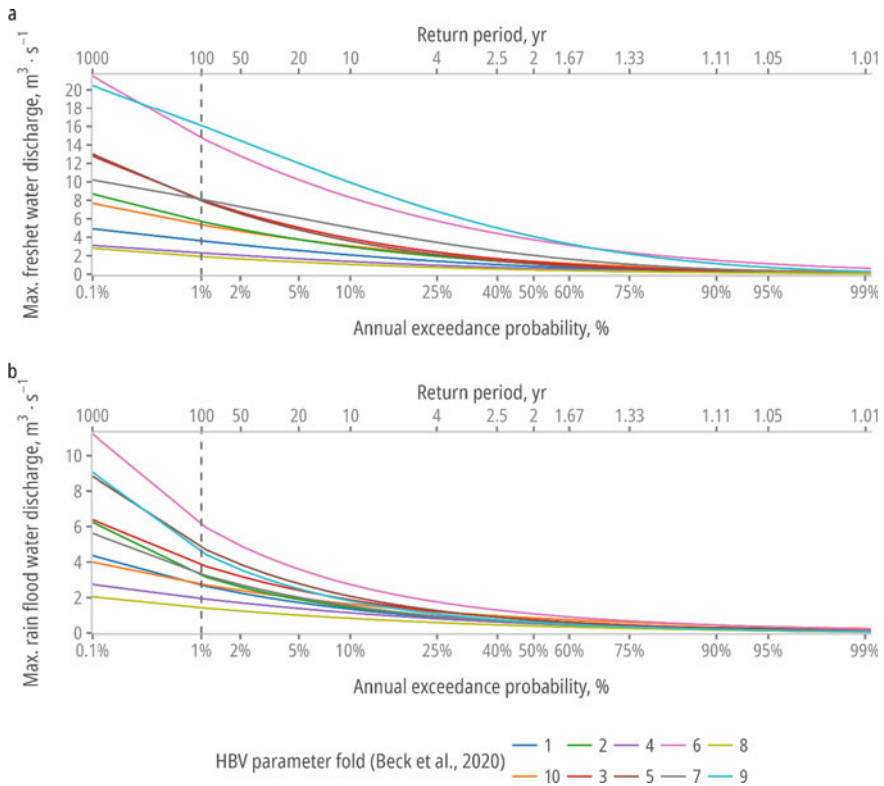 a
Return period, yr
1000 100 50 20 10 4 2.5 2 1.67 1.33 1.11 1.05 1.01
Max. freshet water discharge, m³ · s⁻¹
20
18
16
14
12
10
8
6
4
2
0
0.1% 1% 2% 5% 10% 25% 40% 50% 60% 75% 90% 95% 99%
Annual exceedance probability, %
b
Return period, yr
1000 100 50 20 10 4 2.5 2 1.67 1.33 1.11 1.05 1.01
Max. rain flood water discharge, m³ · s⁻¹
10
8
6
4
2
0
0.1% 1% 2% 5% 10% 25% 40% 50% 60% 75% 90% 95% 99%
Annual exceedance probability, %
HBV parameter fold (Beck et al., 2020)
1 2 4 6 8
10 3 5 7 9